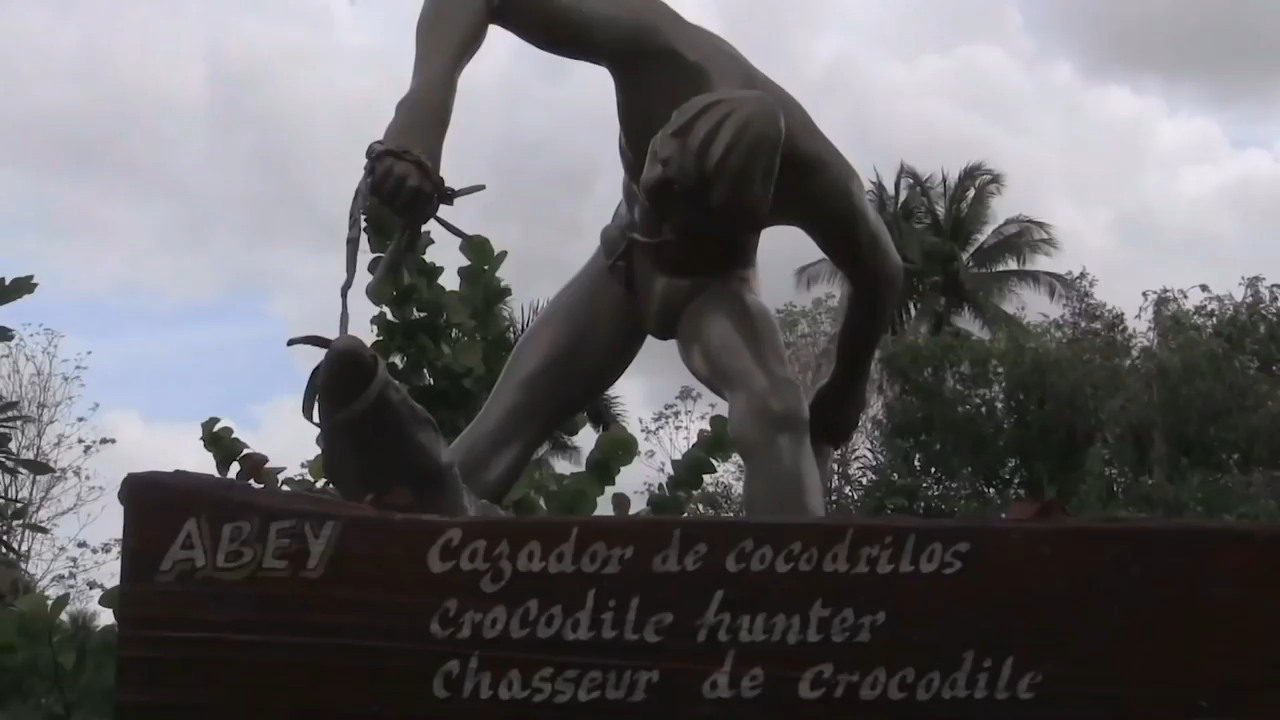 ABEY
Cazador de cocodrilos
Crocodile hunter
Chasseur de Crocodile